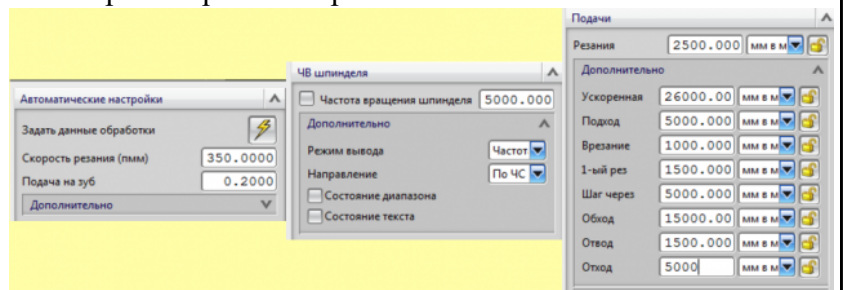 Автоматические настройки
Задать данные обработки
Скорость резания (пмм) 350.0000
Подача на зуб 0.2000
Дополнительно
ЧВ шпинделя
Частота вращения шпинделя 5000.000
Дополнительно
Режим вывода Частот
Направление По ЧС
Состояние диапазона
Состояние текста
Подачи
Резания 2500.000 мм в м
Дополнительно
Ускоренная 26000.00 мм в м
Подход 5000.000 мм в м
Врезание 1000.000 мм в м
1-ый рез 1500.000 мм в м
Шаг через 5000.000 мм в м
Обход 15000.00 мм в м
Отвод 1500.000 мм в м
Отход 5000 мм в м